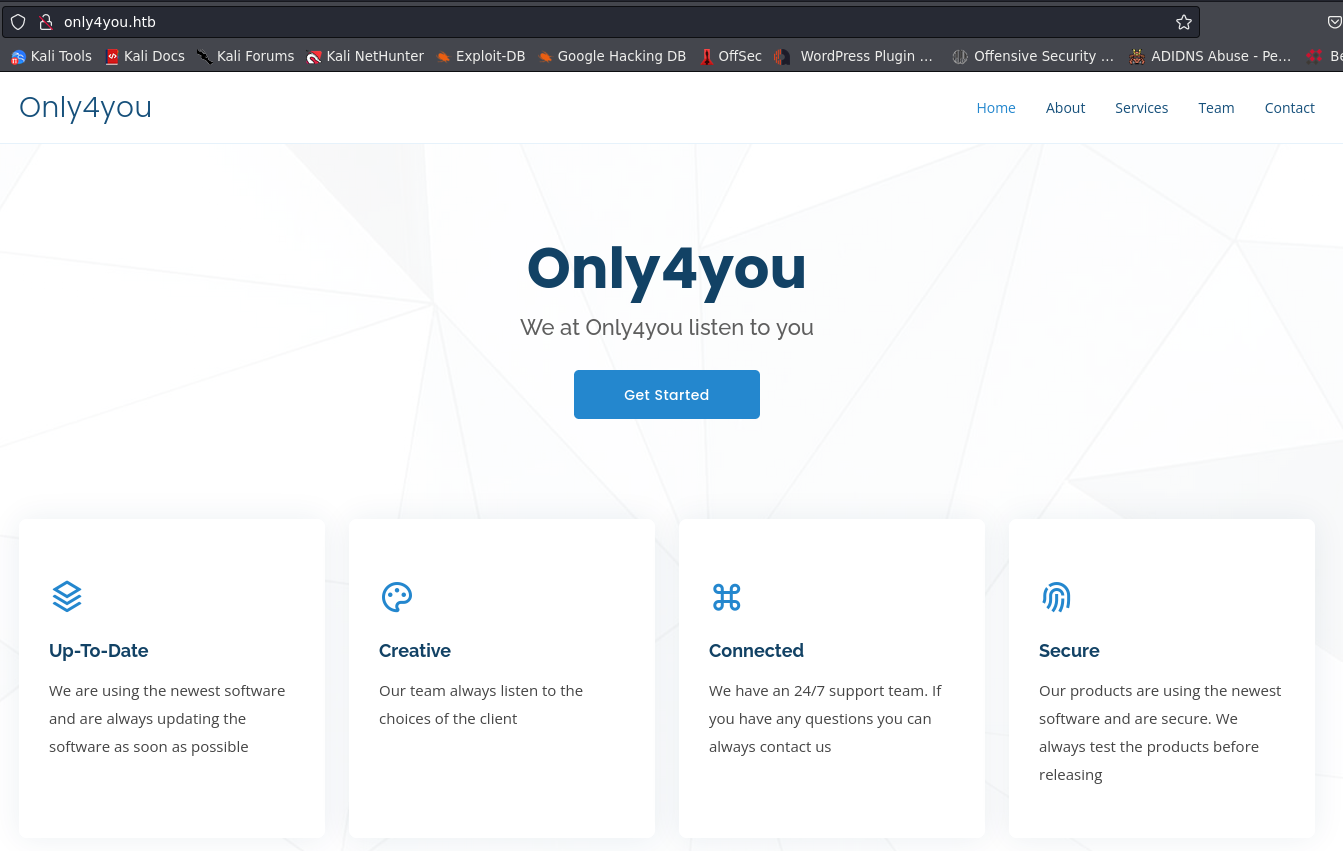 only4you.htb
Kali Tools Kali Docs Kali Forums Kali NetHunter Exploit-DB Google Hacking DB OffSec WordPress Plugin … Offensive Security … ADIDNS Abuse - Pe… Be
Only4you
Home About Services Team Contact
Only4you
We at Only4you listen to you
Get Started
Up-To-Date
We are using the newest software
and are always updating the
software as soon as possible
Creative
Our team always listen to the
choices of the client
Connected
We have an 24/7 support team. If
you have any questions you can
always contact us
Secure
Our products are using the newest
software and are secure. We
always test the products before
releasing